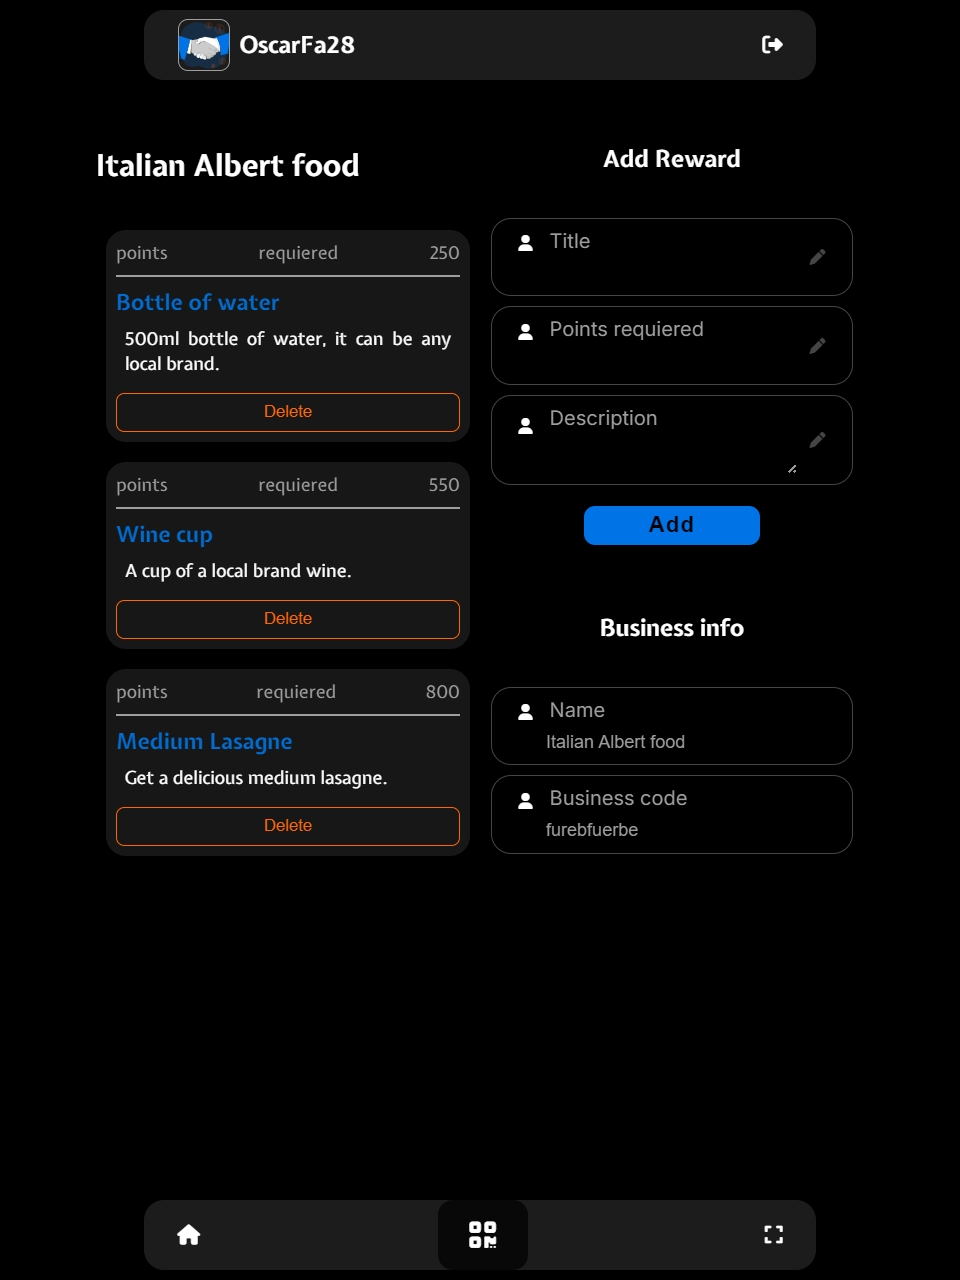 OscarFa28
Italian Albert food
points requiered 250
Bottle of water
500ml bottle of water, it can be any
local brand.
Delete
points requiered 550
Wine cup
A cup of a local brand wine.
Delete
points requiered 800
Medium Lasagne
Get a delicious medium lasagne.
Delete
Add Reward
Title
Points requiered
Description
Add
Business info
Name
Italian Albert food
Business code
furebfuerbe